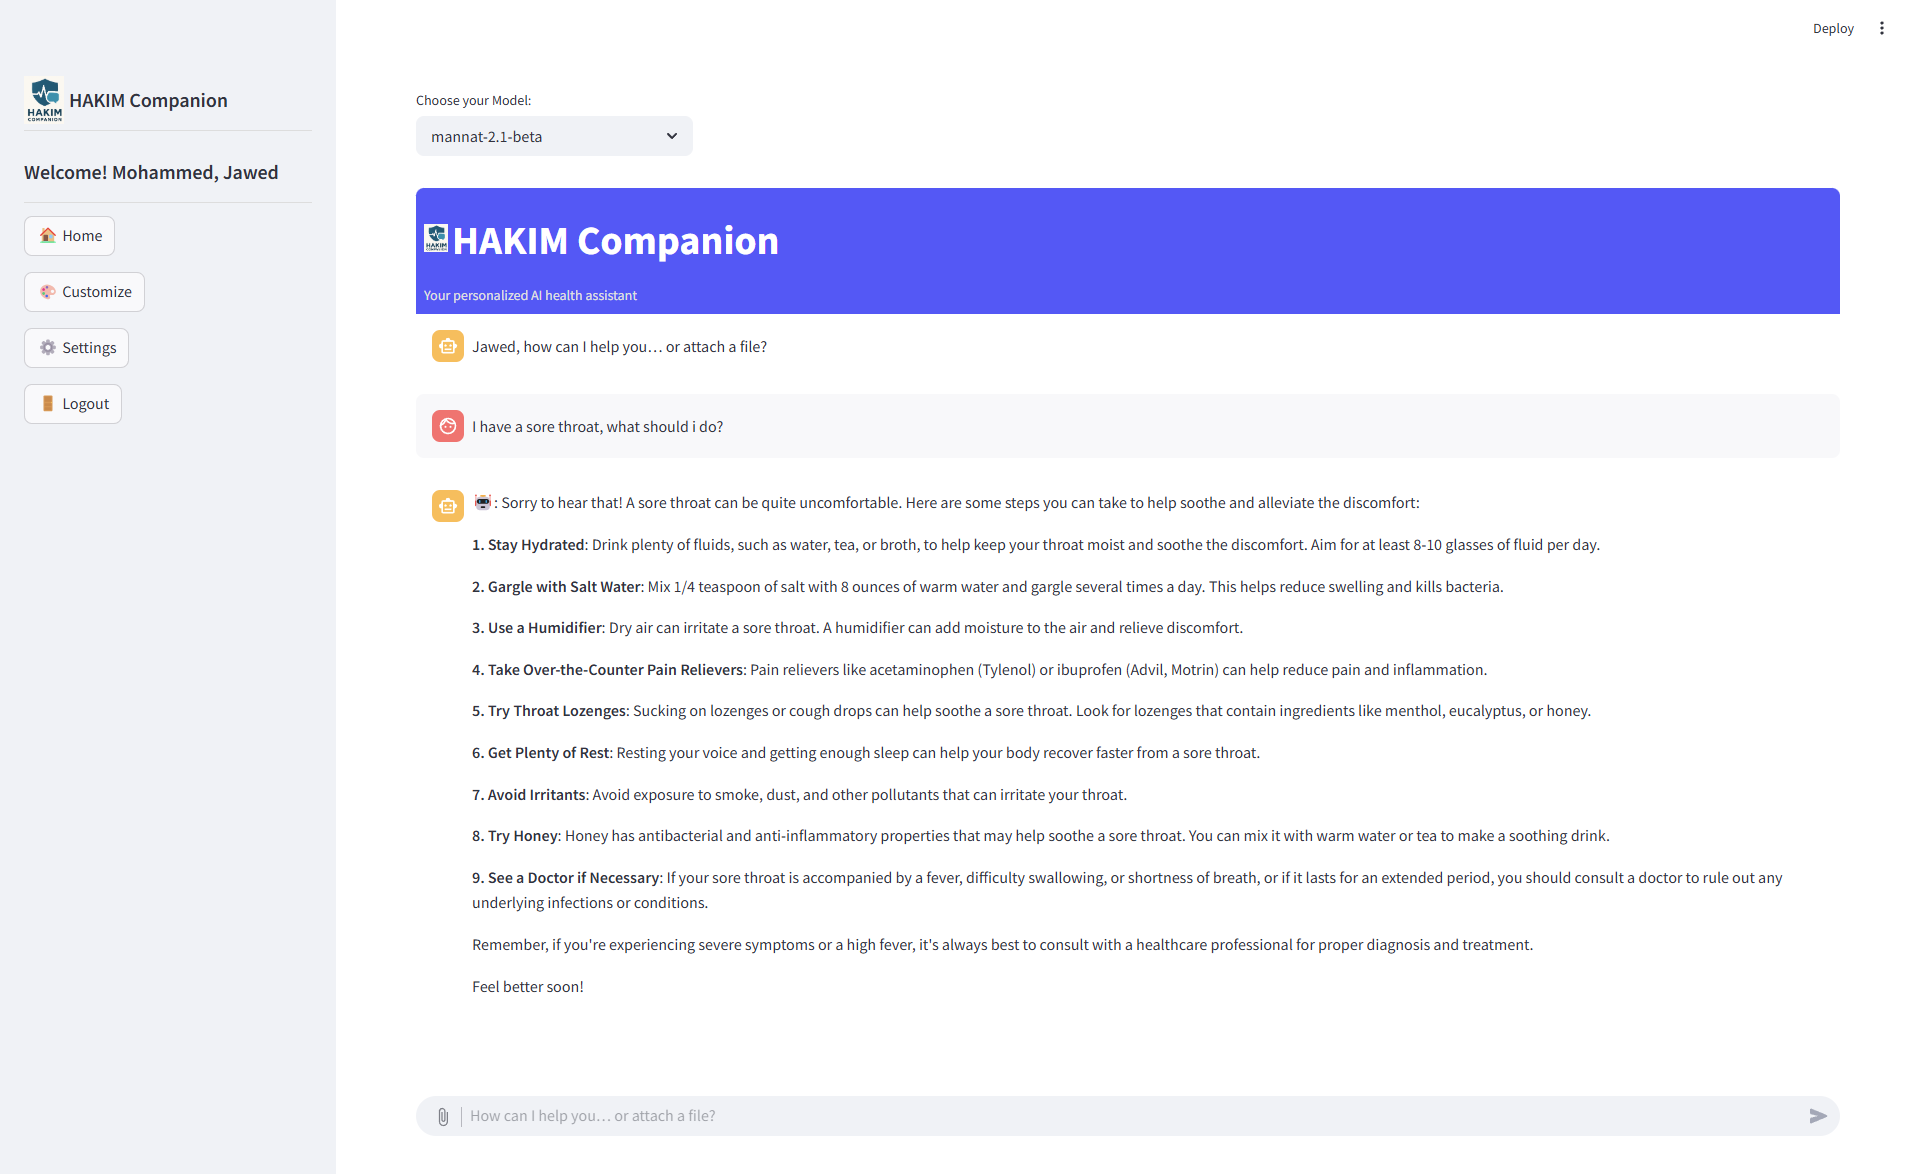 Deploy
HAKIM
COMPANION
HAKIM Companion
Welcome! Mohammed, Jawed
Home
Customize
Settings
Logout
Choose your Model:
mannat-2.1-beta
HAKIM
HAKIM Companion
Your personalized AI health assistant
Jawed, how can I help you… or attach a file?
I have a sore throat, what should i do?
: Sorry to hear that! A sore throat can be quite uncomfortable. Here are some steps you can take to help soothe and alleviate the discomfort:
1. Stay Hydrated: Drink plenty of fluids, such as water, tea, or broth, to help keep your throat moist and soothe the discomfort. Aim for at least 8-10 glasses of fluid per day.
2. Gargle with Salt Water: Mix 1/4 teaspoon of salt with 8 ounces of warm water and gargle several times a day. This helps reduce swelling and kills bacteria.
3. Use a Humidifier: Dry air can irritate a sore throat. A humidifier can add moisture to the air and relieve discomfort.
4. Take Over-the-Counter Pain Relievers: Pain relievers like acetaminophen (Tylenol) or ibuprofen (Advil, Motrin) can help reduce pain and inflammation.
5. Try Throat Lozenges: Sucking on lozenges or cough drops can help soothe a sore throat. Look for lozenges that contain ingredients like menthol, eucalyptus, or honey.
6. Get Plenty of Rest: Resting your voice and getting enough sleep can help your body recover faster from a sore throat.
7. Avoid Irritants: Avoid exposure to smoke, dust, and other pollutants that can irritate your throat.
8. Try Honey: Honey has antibacterial and anti-inflammatory properties that may help soothe a sore throat. You can mix it with warm water or tea to make a soothing drink.
9. See a Doctor if Necessary: If your sore throat is accompanied by a fever, difficulty swallowing, or shortness of breath, or if it lasts for an extended period, you should consult a doctor to rule out any
underlying infections or conditions.
Remember, if you're experiencing severe symptoms or a high fever, it's always best to consult with a healthcare professional for proper diagnosis and treatment.
Feel better soon!
How can I help you… or attach a file?